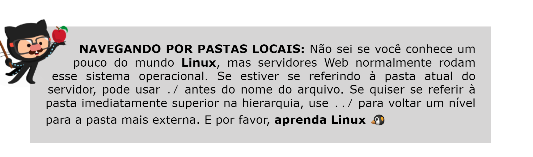 NAVEGANDO POR PASTAS LOCAIS: Não sei se você conhece um
pouco do mundo Linux, mas servidores Web normalmente rodam
esse sistema operacional. Se estiver se referindo à pasta atual do
servidor, pode usar ./ antes do nome do arquivo. Se quiser se referir à
pasta imediatamente superior na hierarquia, use ../ para voltar um nível
para a pasta mais externa. E por favor, aprenda Linux